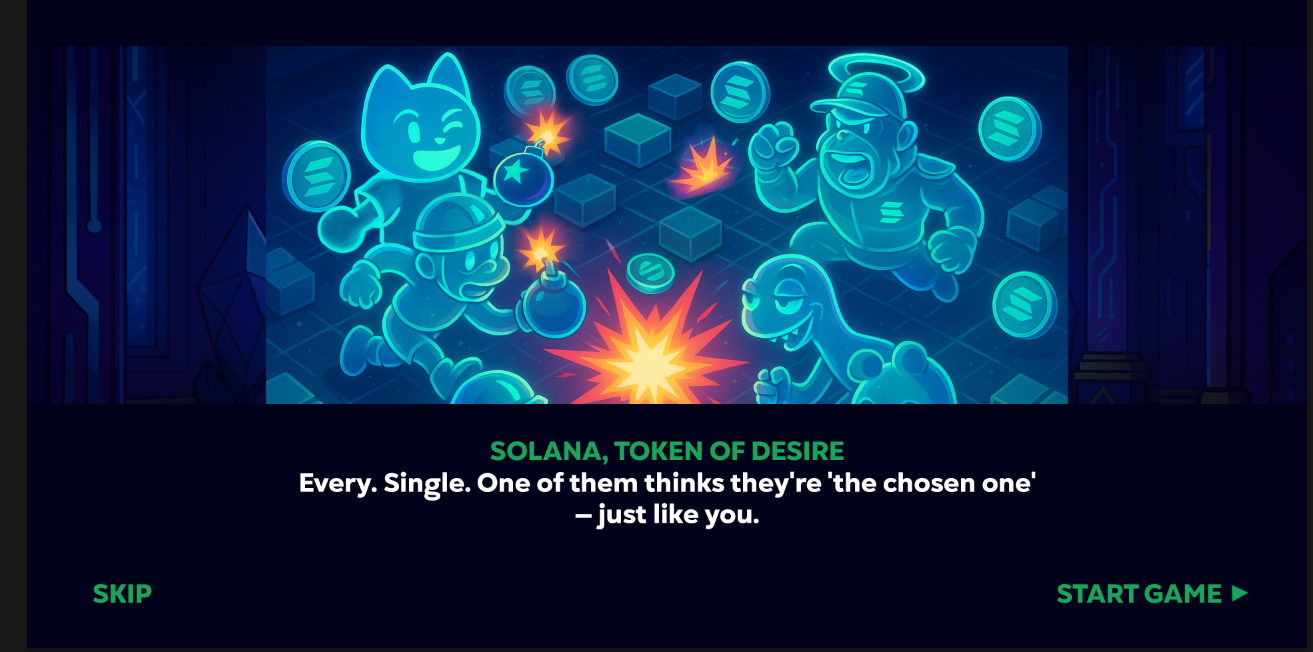 SOLANA, TOKEN OF DESIRE
Every. Single. One of them thinks they're 'the chosen one'
– just like you.
SKIP
START GAME ►